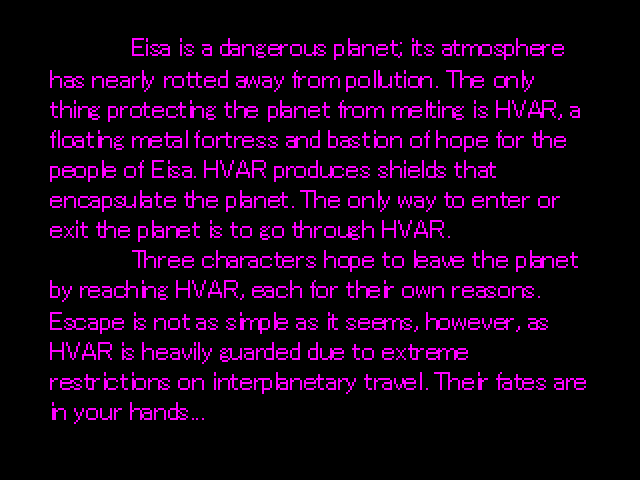 Eisa is a dangerous planet; its atmosphere
has nearly rotted away from pollution. The only
thing protecting the planet from melting is HVAR, a
floating metal fortress and bastion of hope for the
people of Eisa. HVAR produces shields that
encapsulate the planet. The only way to enter or
exit the planet is to go through HVAR.
Three characters hope to leave the planet
by reaching HVAR, each for their own reasons.
Escape is not as simple as it seems, however, as
HVAR is heavily guarded due to extreme
restrictions on interplanetary travel. Their fates are
in your hands...